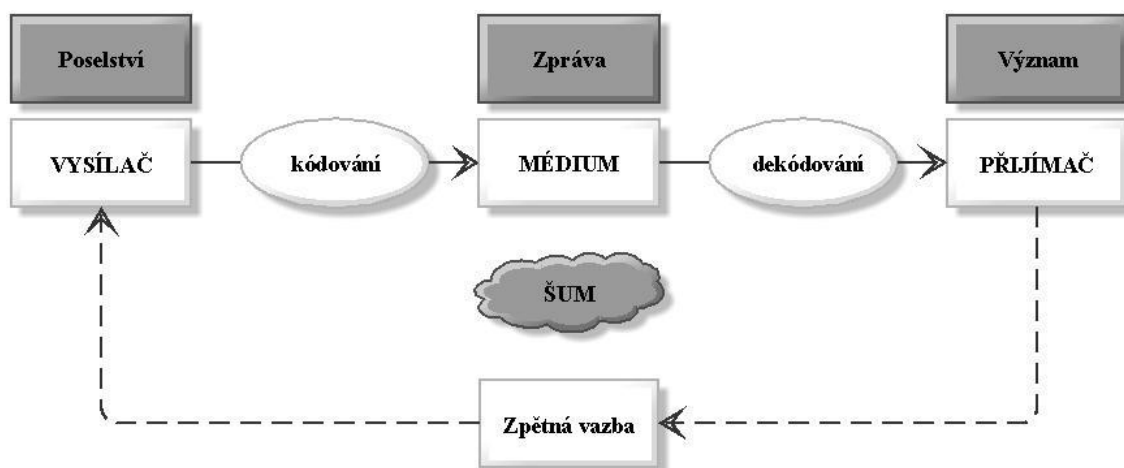 Poselství
Zpráva
Význam
VYSÍLAČ
kódování
MÉDIUM
dekódování
PŘIJÍMAČ
ŠUM
Zpětná vazba